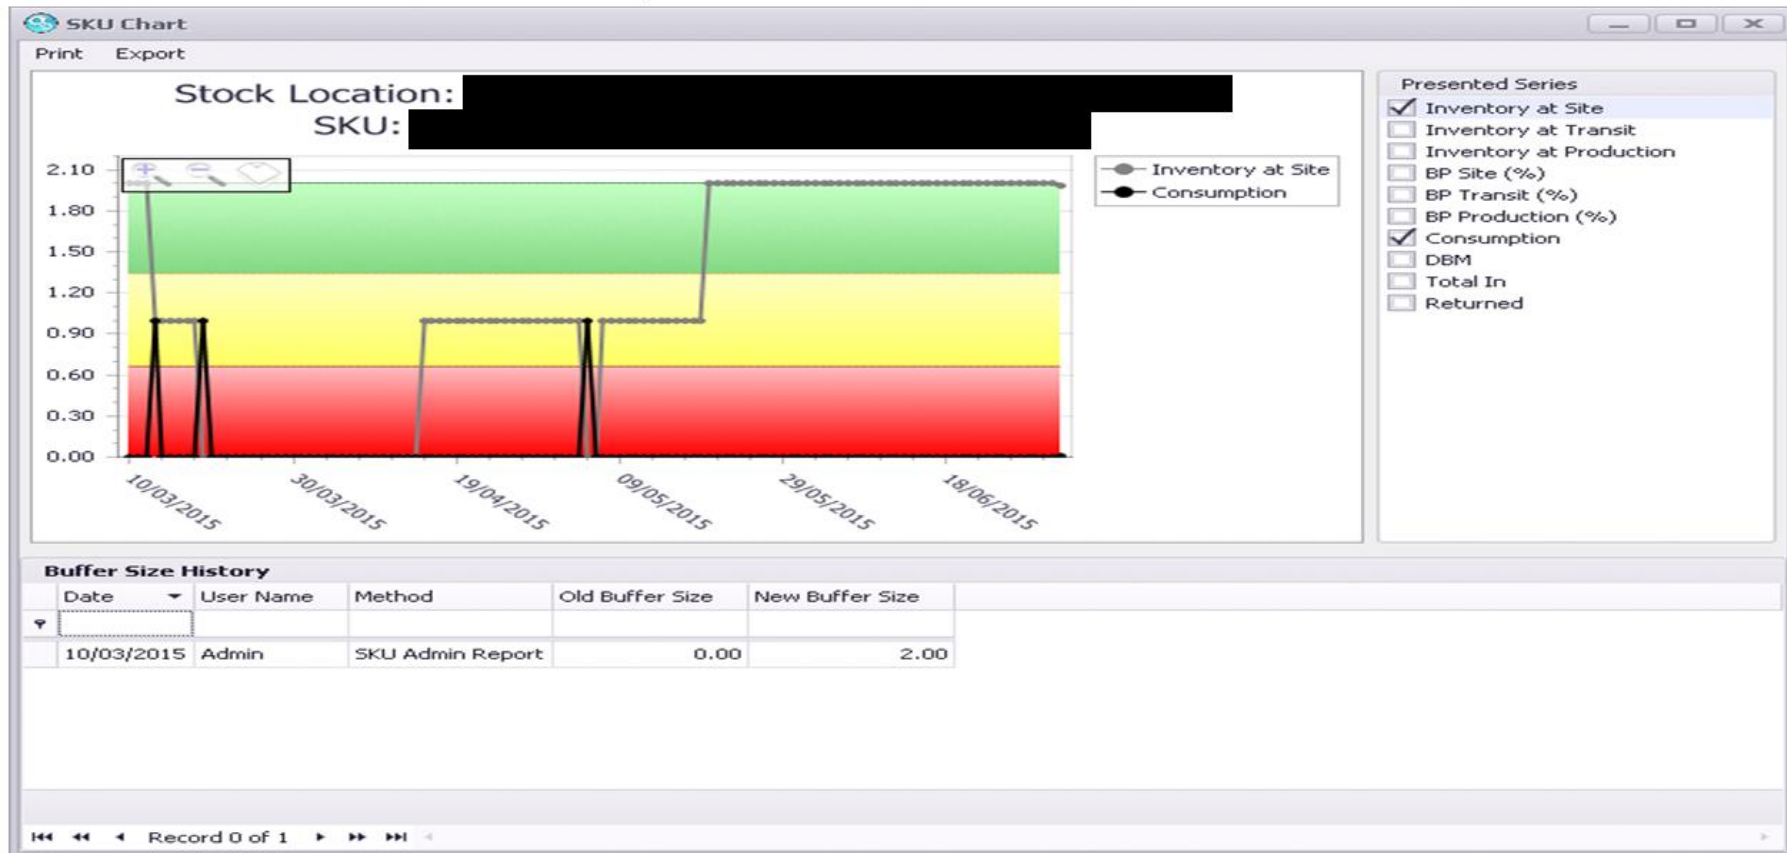 SKU Chart
Print Export
Stock Location:
SKU:
2.10
1.80
1.50
1.20
0.90
0.60
0.30
0.00
10/03/2015 30/03/2015 19/04/2015 09/05/2015 29/05/2015 18/06/2015
Inventory at Site
Consumption
Presented Series
Inventory at Site
Inventory at Transit
Inventory at Production
BP Site (%)
BP Transit (%)
BP Production (%)
Consumption
DBM
Total In
Returned
Buffer Size History
Date User Name Method Old Buffer Size New Buffer Size
10/03/2015 Admin SKU Admin Report 0.00 2.00
Record 0 of 1